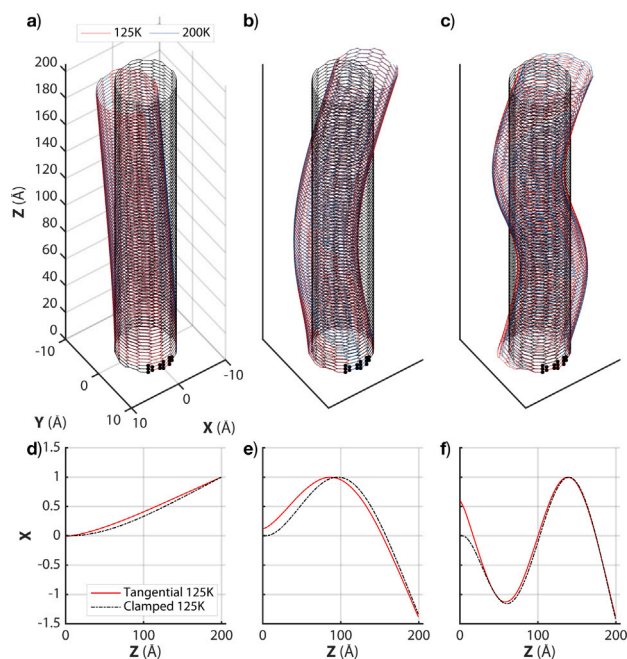 a) b) c)
125K 200K
200
180
160
140
120
100
80
60
40
20
0
Z (Å)
-10
0
10
Y (Å)
10
0
-10
X (Å)
d) e) f)
1.5
1
0.5
0
-0.5
-1
-1.5
X
Tangential 125K
Clamped 125K
0 100 200 0 100 200 0 100 200
Z (Å) Z (Å) Z (Å)